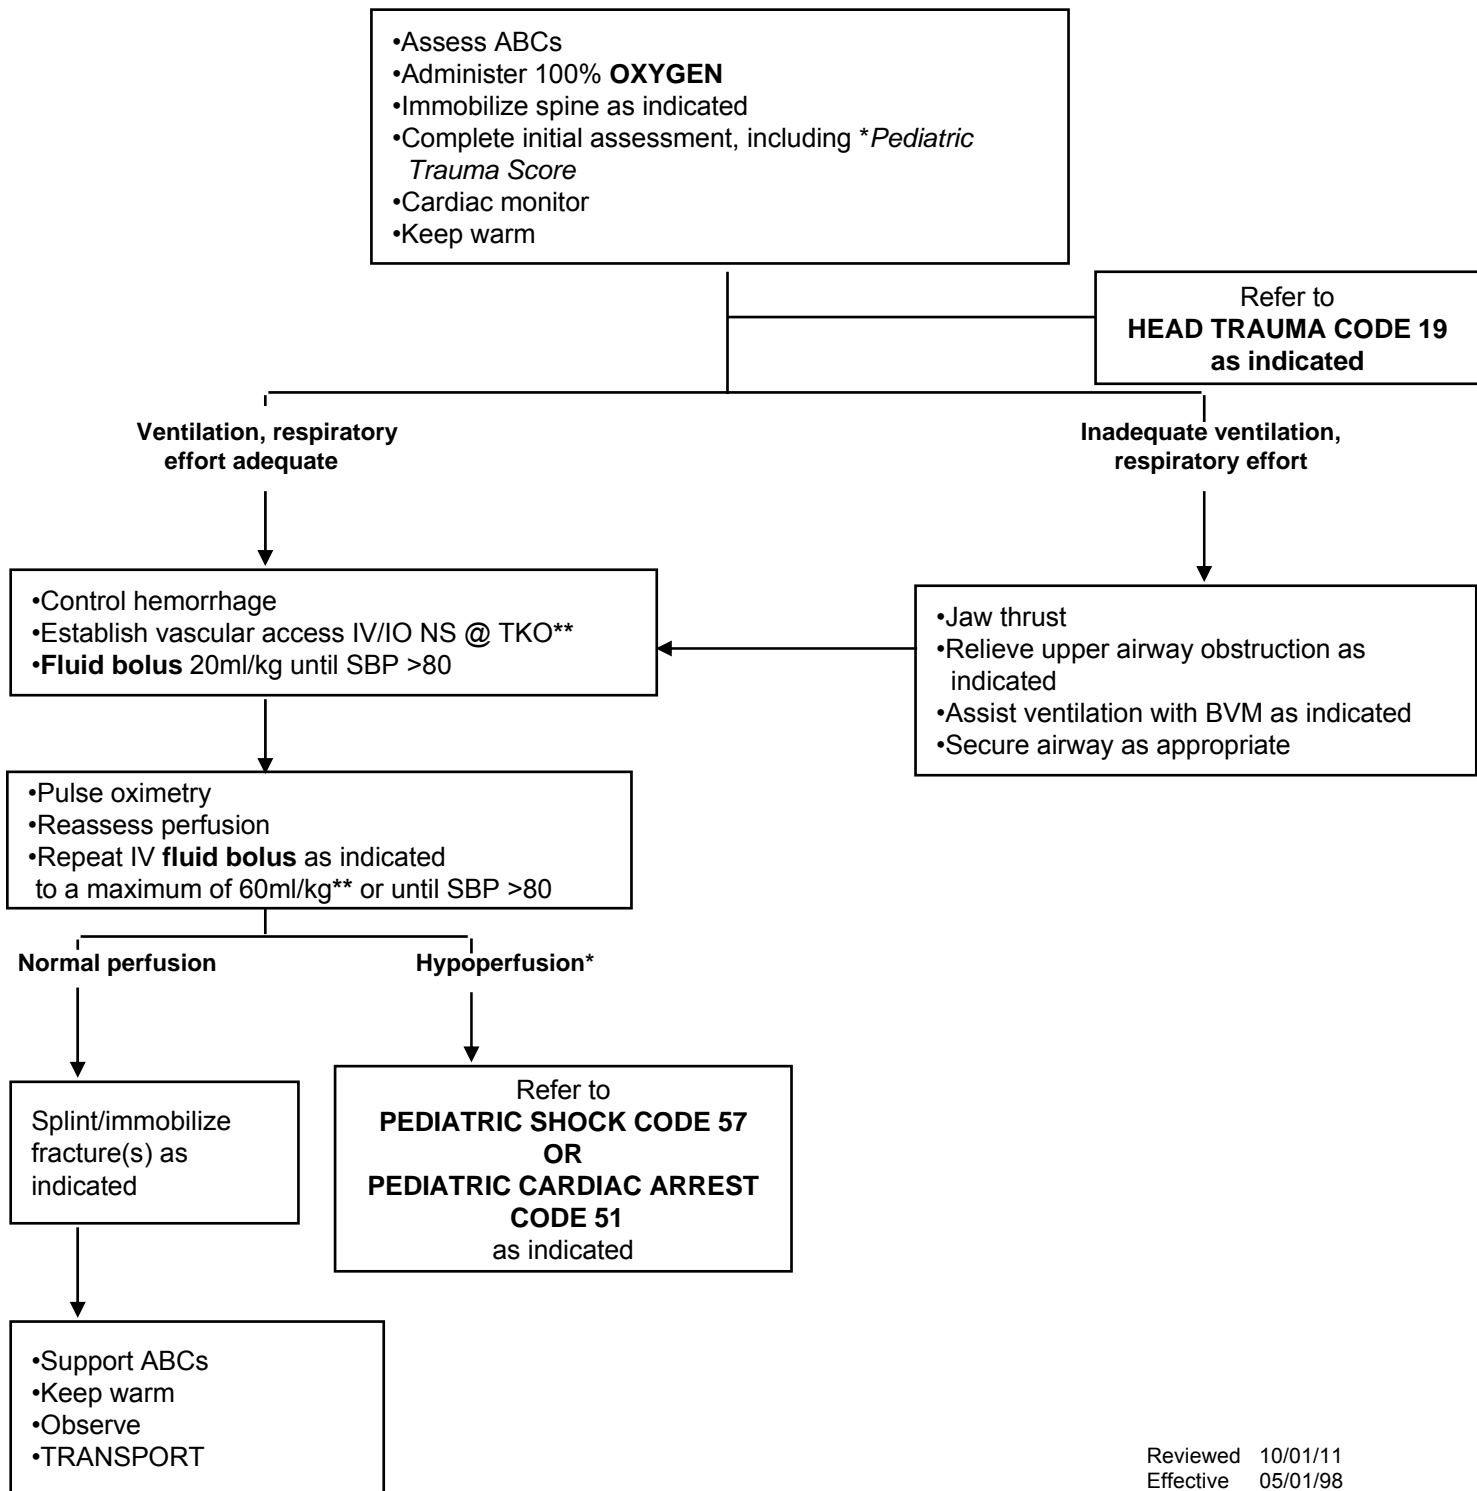 •Assess ABCs
•Administer 100% OXYGEN
•Immobilize spine as indicated
•Complete initial assessment, including *Pediatric
Trauma Score
•Cardiac monitor
•Keep warm
Refer to
HEAD TRAUMA CODE 19
as indicated
Ventilation, respiratory
effort adequate
Inadequate ventilation,
respiratory effort
•Control hemorrhage
•Establish vascular access IV/IO NS @ TKO**
•Fluid bolus 20ml/kg until SBP >80
•Jaw thrust
•Relieve upper airway obstruction as
indicated
•Assist ventilation with BVM as indicated
•Secure airway as appropriate
•Pulse oximetry
•Reassess perfusion
•Repeat IV fluid bolus as indicated
to a maximum of 60ml/kg** or until SBP >80
Normal perfusion
Hypoperfusion*
Splint/immobilize
fracture(s) as
indicated
Refer to
PEDIATRIC SHOCK CODE 57
OR
PEDIATRIC CARDIAC ARREST
CODE 51
as indicated
•Support ABCs
•Keep warm
•Observe
•TRANSPORT
Reviewed 10/01/11
Effective 05/01/98